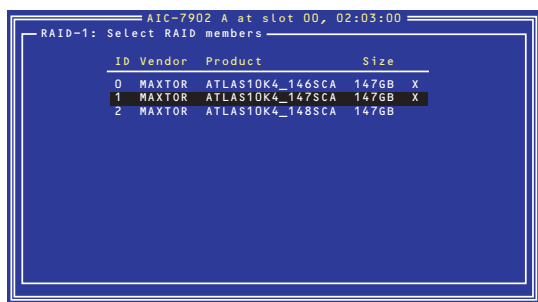 AIC-7902 A at slot 00, 02:03:00
RAID-1: Select RAID members
ID Vendor Product Size
0 MAXTOR ATLAS10K4_146SCA 147GB X
1 MAXTOR ATLAS10K4_147SCA 147GB X
2 MAXTOR ATLAS10K4_148SCA 147GB